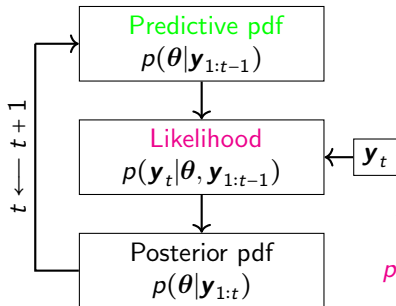 Predictive pdf
p(θ|y₁:ₜ₋₁)
t ← t + 1
Likelihood
p(yₜ|θ, y₁:ₜ₋₁)
yₜ
Posterior pdf
p(θ|y₁:ₜ)
p